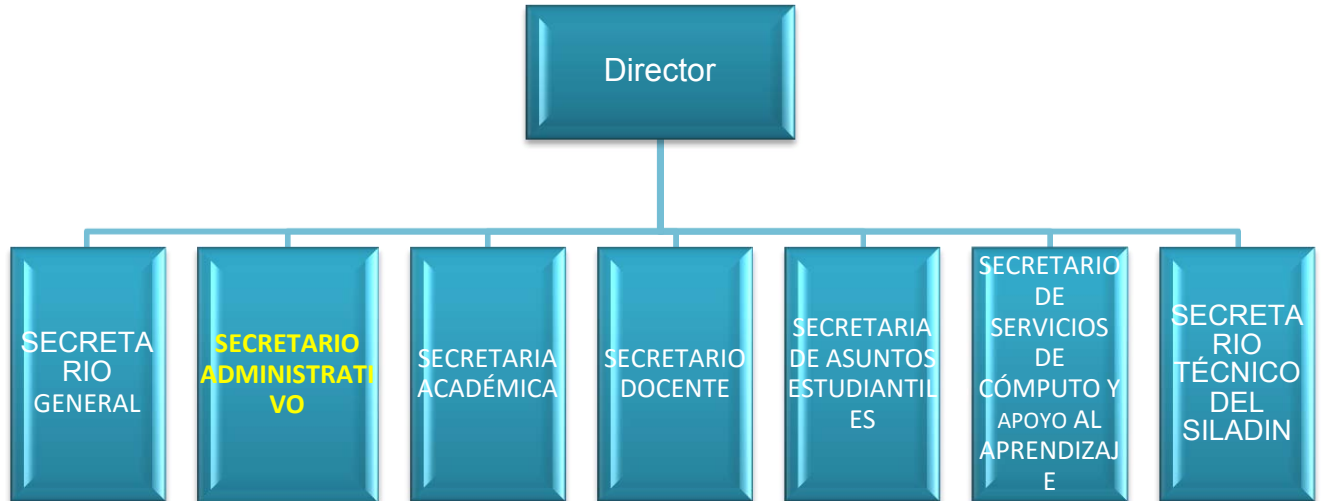 Director
SECRETA
RIO
GENERAL
SECRETARIO
ADMINISTRATI
VO
SECRETARIA
ACADÉMICA
SECRETARIO
DOCENTE
SECRETARIA
DE ASUNTOS
ESTUDIANTIL
ES
SECRETARIO
DE
SERVICIOS
DE
CÓMPUTO Y
APOYO AL
APRENDIZAJ
E
SECRETA
RIO
TÉCNICO
DEL
SILADIN